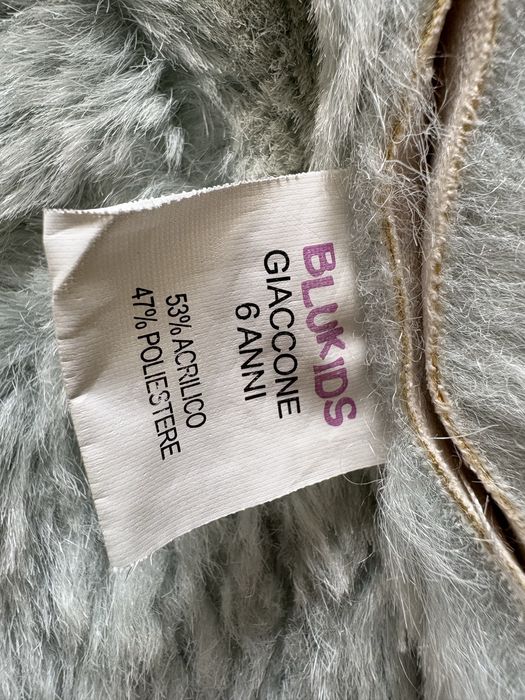 BLUKIDS
GIACCONE
6 ANNI
53% ACRILICO
47% POLIESTERE